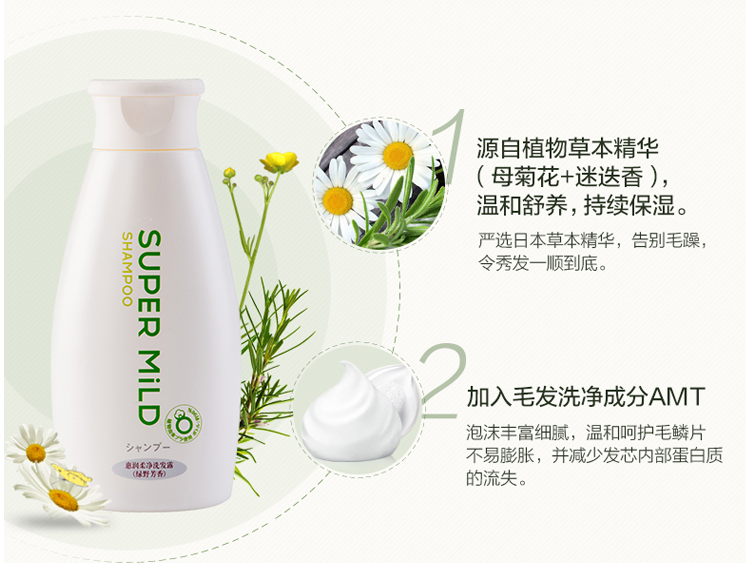 SUPER MiLD
SHAMPOO
シャンプー
惠润柔净洗发露
(绿野芳香)
1
源自植物草本精华
(母菊花+迷迭香),
温和舒养,持续保湿。
严选日本草本精华,告别毛躁,
令秀发一顺到底。
2
加入毛发洗净成分AMT
泡沫丰富细腻,温和呵护毛鳞片
不易膨胀,并减少发芯内部蛋白质
的流失。